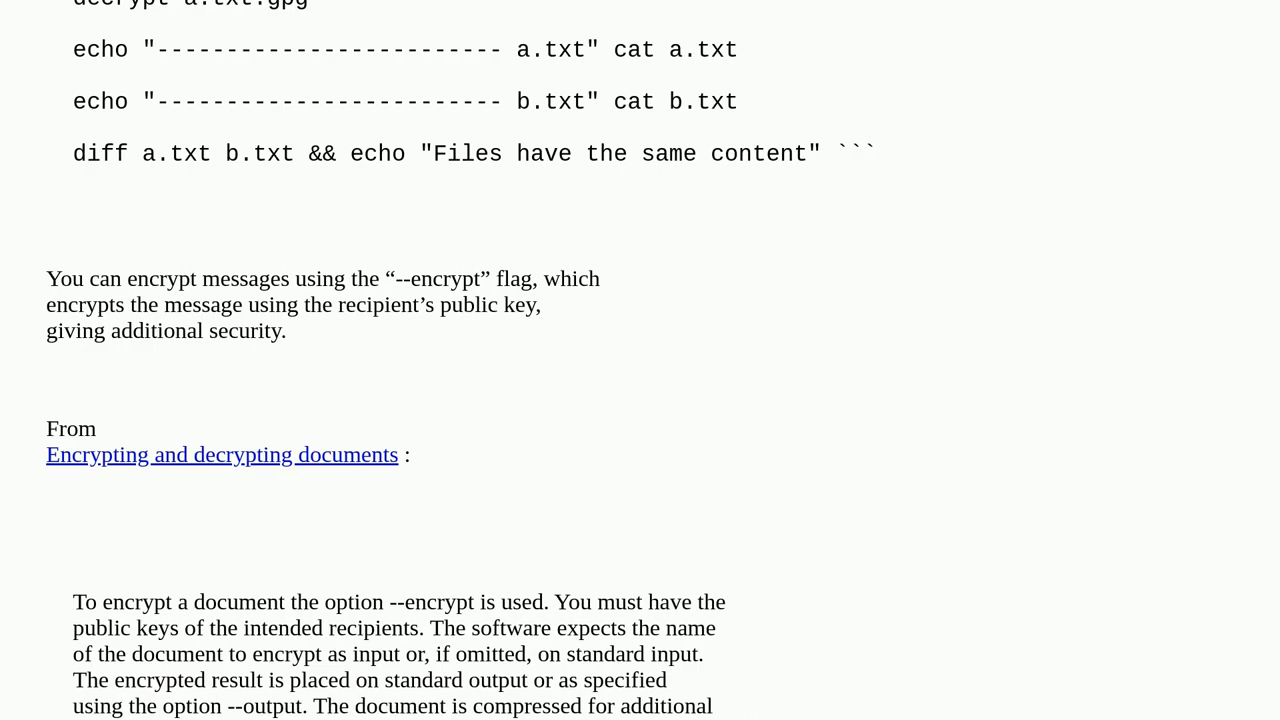 decrypt a.txt.gpg
echo "------------------------- a.txt" cat a.txt
echo "------------------------- b.txt" cat b.txt
diff a.txt b.txt && echo "Files have the same content" ```
You can encrypt messages using the “--encrypt” flag, which
encrypts the message using the recipient’s public key,
giving additional security.
From
Encrypting and decrypting documents :
To encrypt a document the option --encrypt is used. You must have the
public keys of the intended recipients. The software expects the name
of the document to encrypt as input or, if omitted, on standard input.
The encrypted result is placed on standard output or as specified
using the option --output. The document is compressed for additional